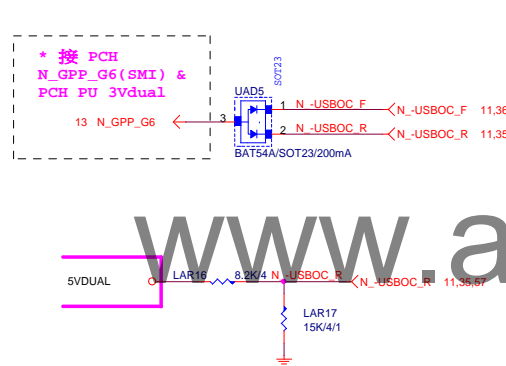 * 接 PCH
N_GPP_G6(SMI) &
PCH PU 3Vdual
SOT23
UAD5
1 N_-USBOC_F N_-USBOC_F 11,36
13 N_GPP_G6 3
2 N_-USBOC_R N_-USBOC_R 11,35
BAT54A/SOT23/200mA
www.a
5VDUAL LAR16 8.2K/4 N_-USBOC_R N_-USBOC_R 11,35,57
LAR17
15K/4/1